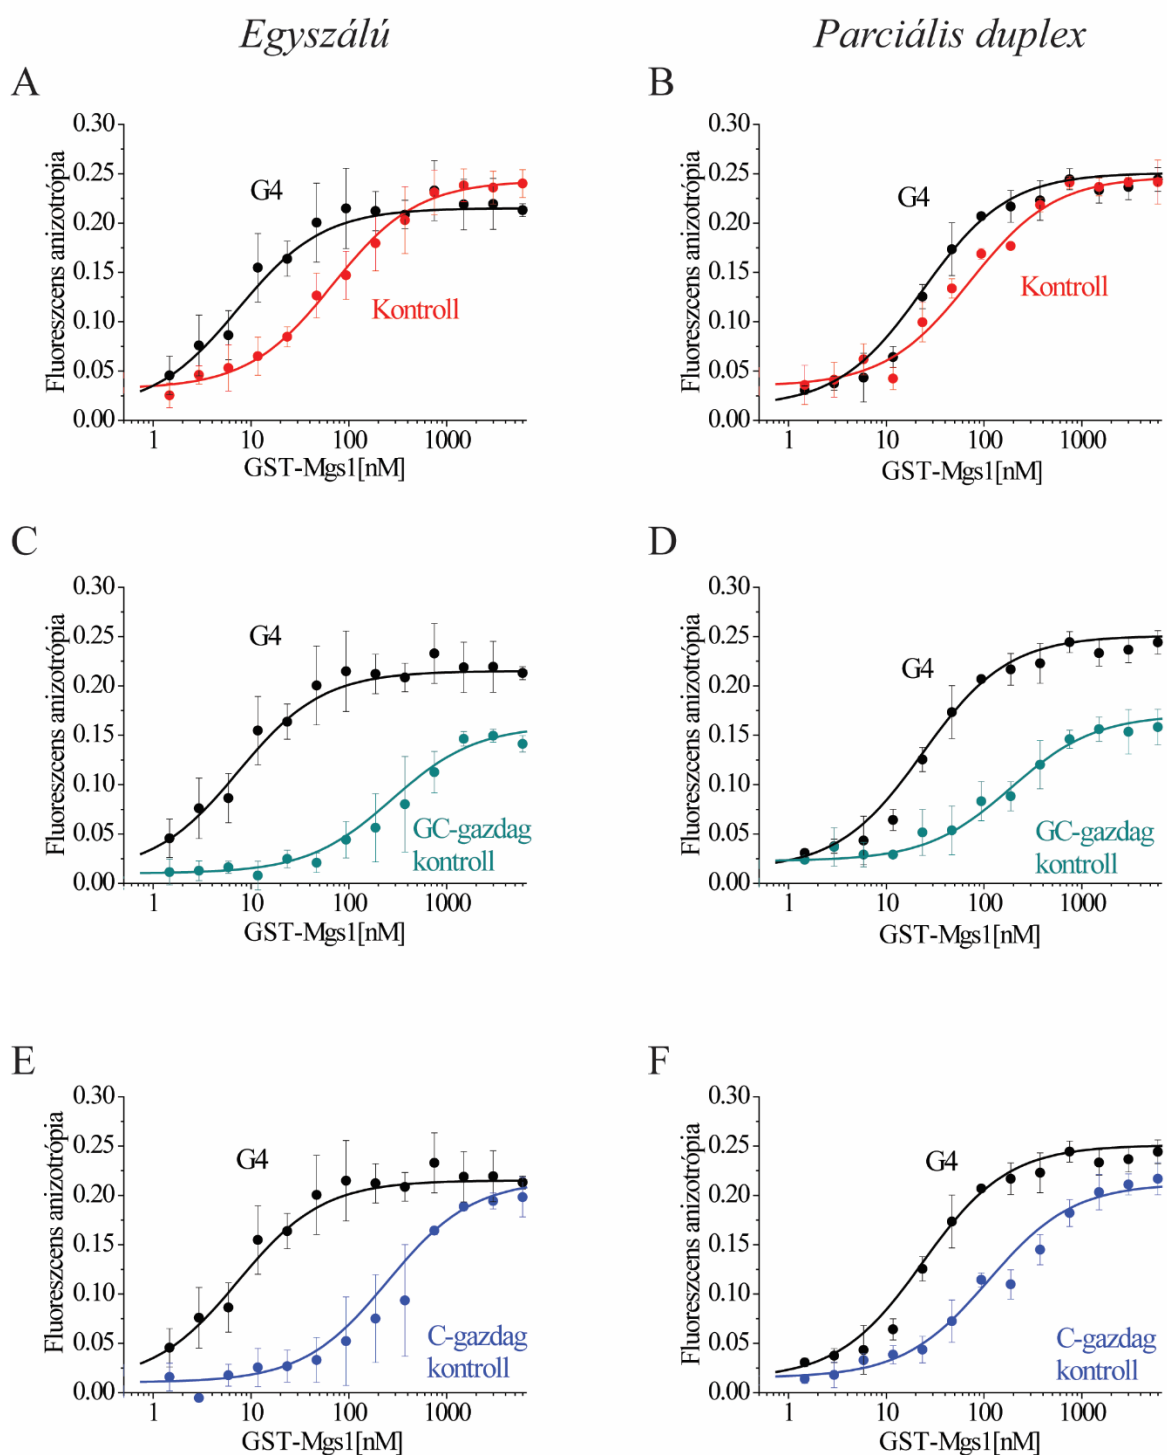 Egyszálú
Parciális duplex
A
Fluoreszcens anizotrópia
0.30
0.25
0.20
0.15
0.10
0.05
0.00
G4
Kontroll
1 10 100 1000
GST-Mgs1[nM]
B
Fluoreszcens anizotrópia
0.30
0.25
0.20
0.15
0.10
0.05
0.00
G4
Kontroll
1 10 100 1000
GST-Mgs1[nM]
C
Fluoreszcens anizotrópia
0.30
0.25
0.20
0.15
0.10
0.05
0.00
G4
GC-gazdag
kontroll
1 10 100 1000
GST-Mgs1[nM]
D
Fluoreszcens anizotrópia
0.30
0.25
0.20
0.15
0.10
0.05
0.00
G4
GC-gazdag
kontroll
1 10 100 1000
GST-Mgs1[nM]
E
Fluoreszcens anizotrópia
0.30
0.25
0.20
0.15
0.10
0.05
0.00
G4
C-gazdag
kontroll
1 10 100 1000
GST-Mgs1[nM]
F
Fluoreszcens anizotrópia
0.30
0.25
0.20
0.15
0.10
0.05
0.00
G4
C-gazdag
kontroll
1 10 100 1000
GST-Mgs1[nM]